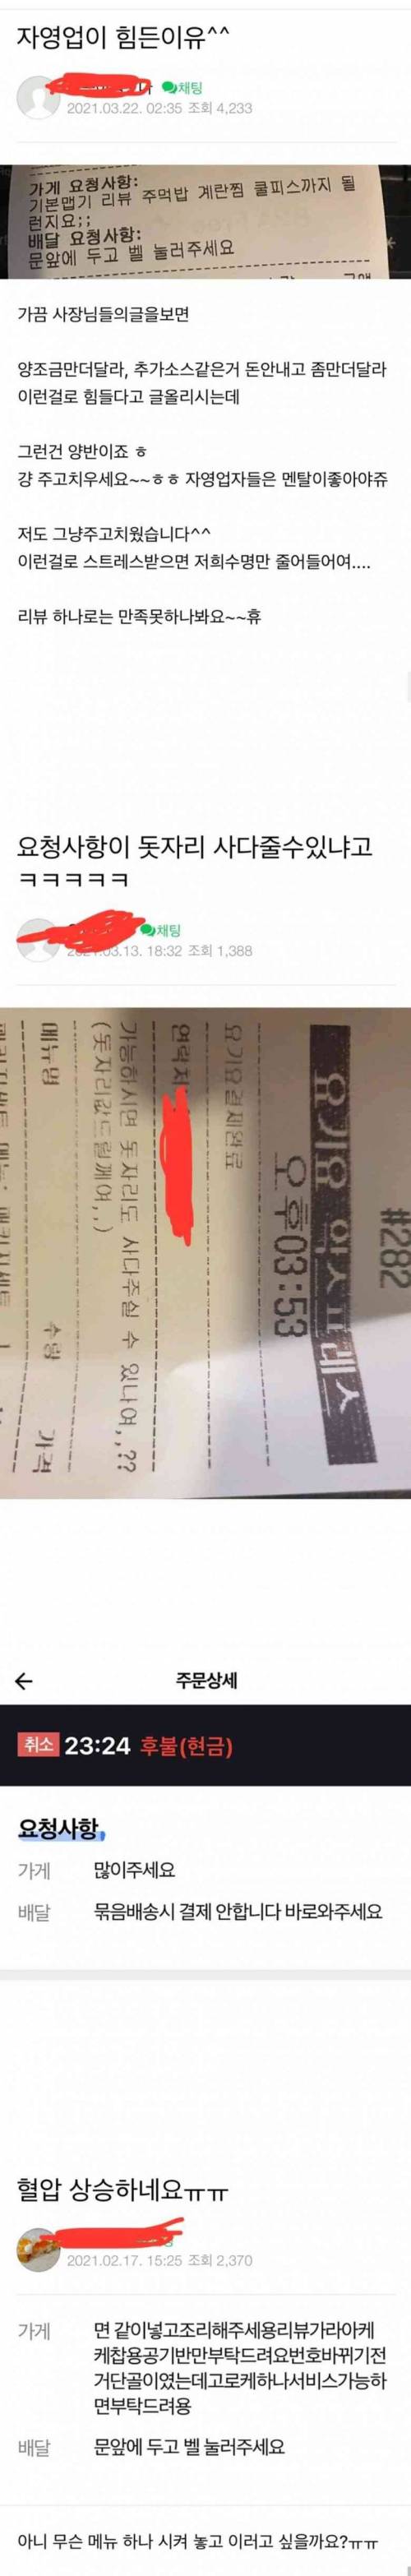 자영업이 힘든이유^^
채팅
2021.03.22. 02:35 조회 4,233
가게 요청사항:
기본맵기 리뷰 주먹밥 계란찜 쿨피스까지 될
런지요;;
배달 요청사항:
문앞에 두고 벨 눌러주세요
가끔 사장님들의글을보면
양조금만더달라, 추가소스같은거 돈안내고 좀만더달라
이런걸로 힘들다고 글올리시는데
그런건 양반이죠 ㅎ
걍 주고치우세요~~ㅎㅎ 자영업자들은 멘탈이좋아야쥬
저도 그냥주고치웠습니다^^
이런걸로 스트레스받으면 저희수명만 줄어들어여....
리뷰 하나로는 만족못하나봐요~~휴
요청사항이 돗자리 사다줄수있냐고
ㅋㅋㅋㅋㅋ
채팅
03.13. 18:32 조회 1,388
#282
요기요 익스프레스
오후03:53
요기요결제완료
연락처
가능하시면 돗자리도 사다주실 수 있나여,,??
(돗자리값드릴께여,,)
메뉴명 수량 가격
주문상세
취소 23:24 후불(현금)
요청사항
가게 많이주세요
배달 묶음배송시 결제 안합니다 바로와주세요
혈압 상승하네요ㅠㅠ
2021.02.17. 15:25 조회 2,370
가게 면 같이넣고조리해주세용리뷰가라아케
케찹용공기반만부탁드려요번호바뀌기전
거단골이였는데고로케하나서비스가능하
면부탁드려용
배달 문앞에 두고 벨 눌러주세요
아니 무슨 메뉴 하나 시켜 놓고 이러고 싶을까요?ㅠㅠ